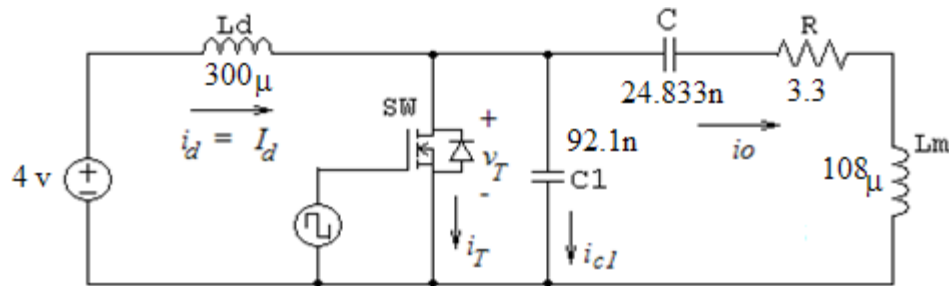 Ld
300µ
i_d = I_d
4 v
SW
+
v_T
-
i_T
92.1n
C1
i_c1
C
24.833n
io
R
3.3
Lm
108µ